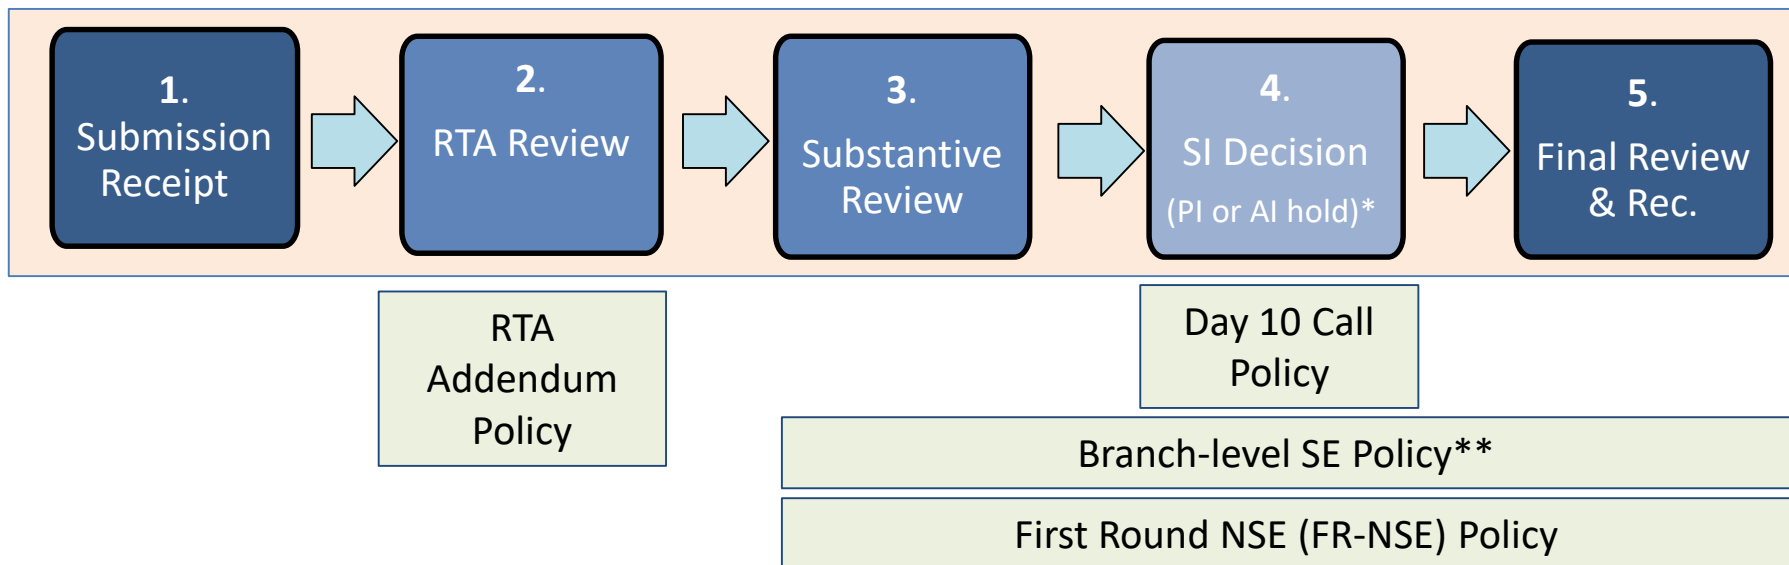 1.
Submission
Receipt
2.
RTA Review
3.
Substantive
Review
4.
SI Decision
(PI or AI hold)*
5.
Final Review
& Rec.
RTA
Addendum
Policy
Day 10 Call
Policy
Branch-level SE Policy**
First Round NSE (FR-NSE) Policy